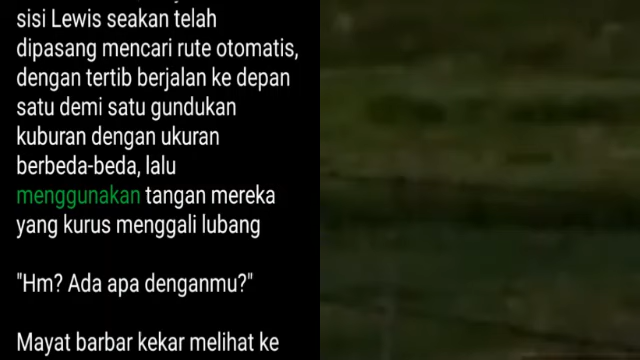 sisi Lewis seakan telah
dipasang mencari rute otomatis,
dengan tertib berjalan ke depan
satu demi satu gundukan
kuburan dengan ukuran
berbeda-beda, lalu
menggunakan tangan mereka
yang kurus menggali lubang
"Hm? Ada apa denganmu?"
Mayat barbar kekar melihat ke